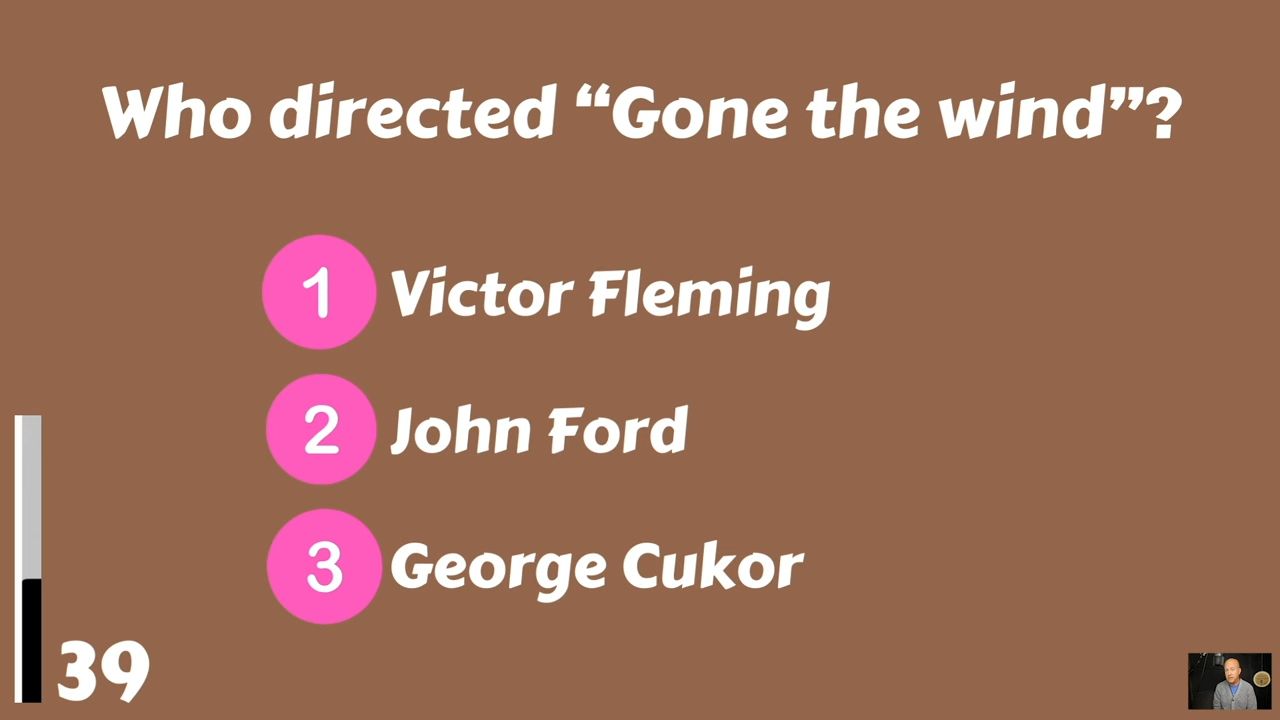 Who directed “Gone the wind”?
1 Victor Fleming
2 John Ford
3 George Cukor
39